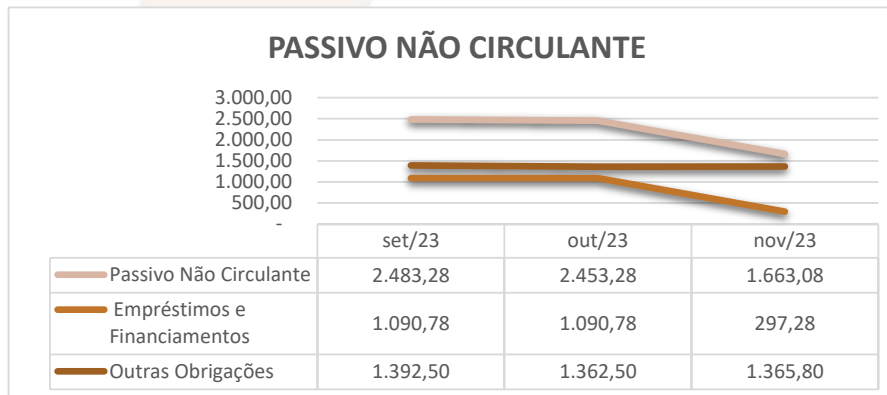 PASSIVO NÃO CIRCULANTE
3.000,00
2.500,00
2.000,00
1.500,00
1.000,00
500,00
-
set/23 out/23 nov/23
Passivo Não Circulante 2.483,28 2.453,28 1.663,08
Empréstimos e
Financiamentos 1.090,78 1.090,78 297,28
Outras Obrigações 1.392,50 1.362,50 1.365,80